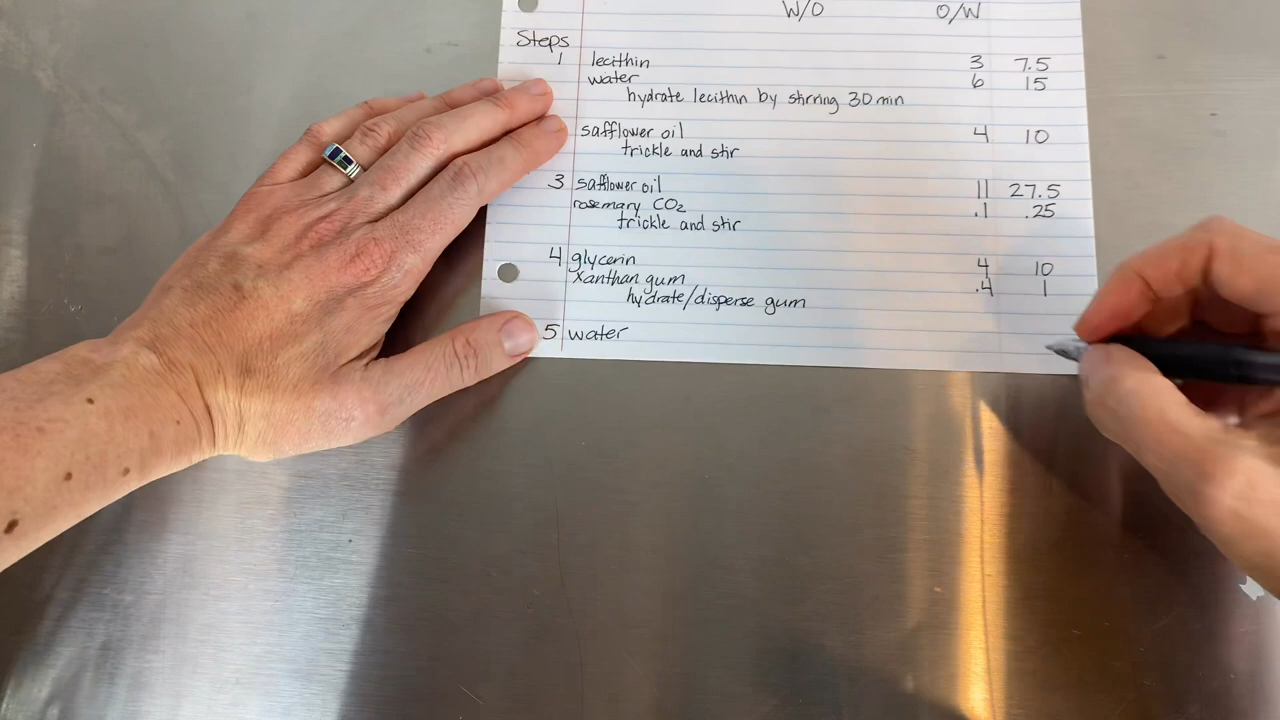 W/O O/W
Steps
1 lecithin 3 7.5
water 6 15
hydrate lecithin by stirring 30 min
safflower oil 4 10
trickle and stir
3 safflower oil 11 27.5
rosemary CO2 .1 .25
trickle and stir
4 glycerin 4 10
Xanthan gum .4 1
hydrate/disperse gum
5 water